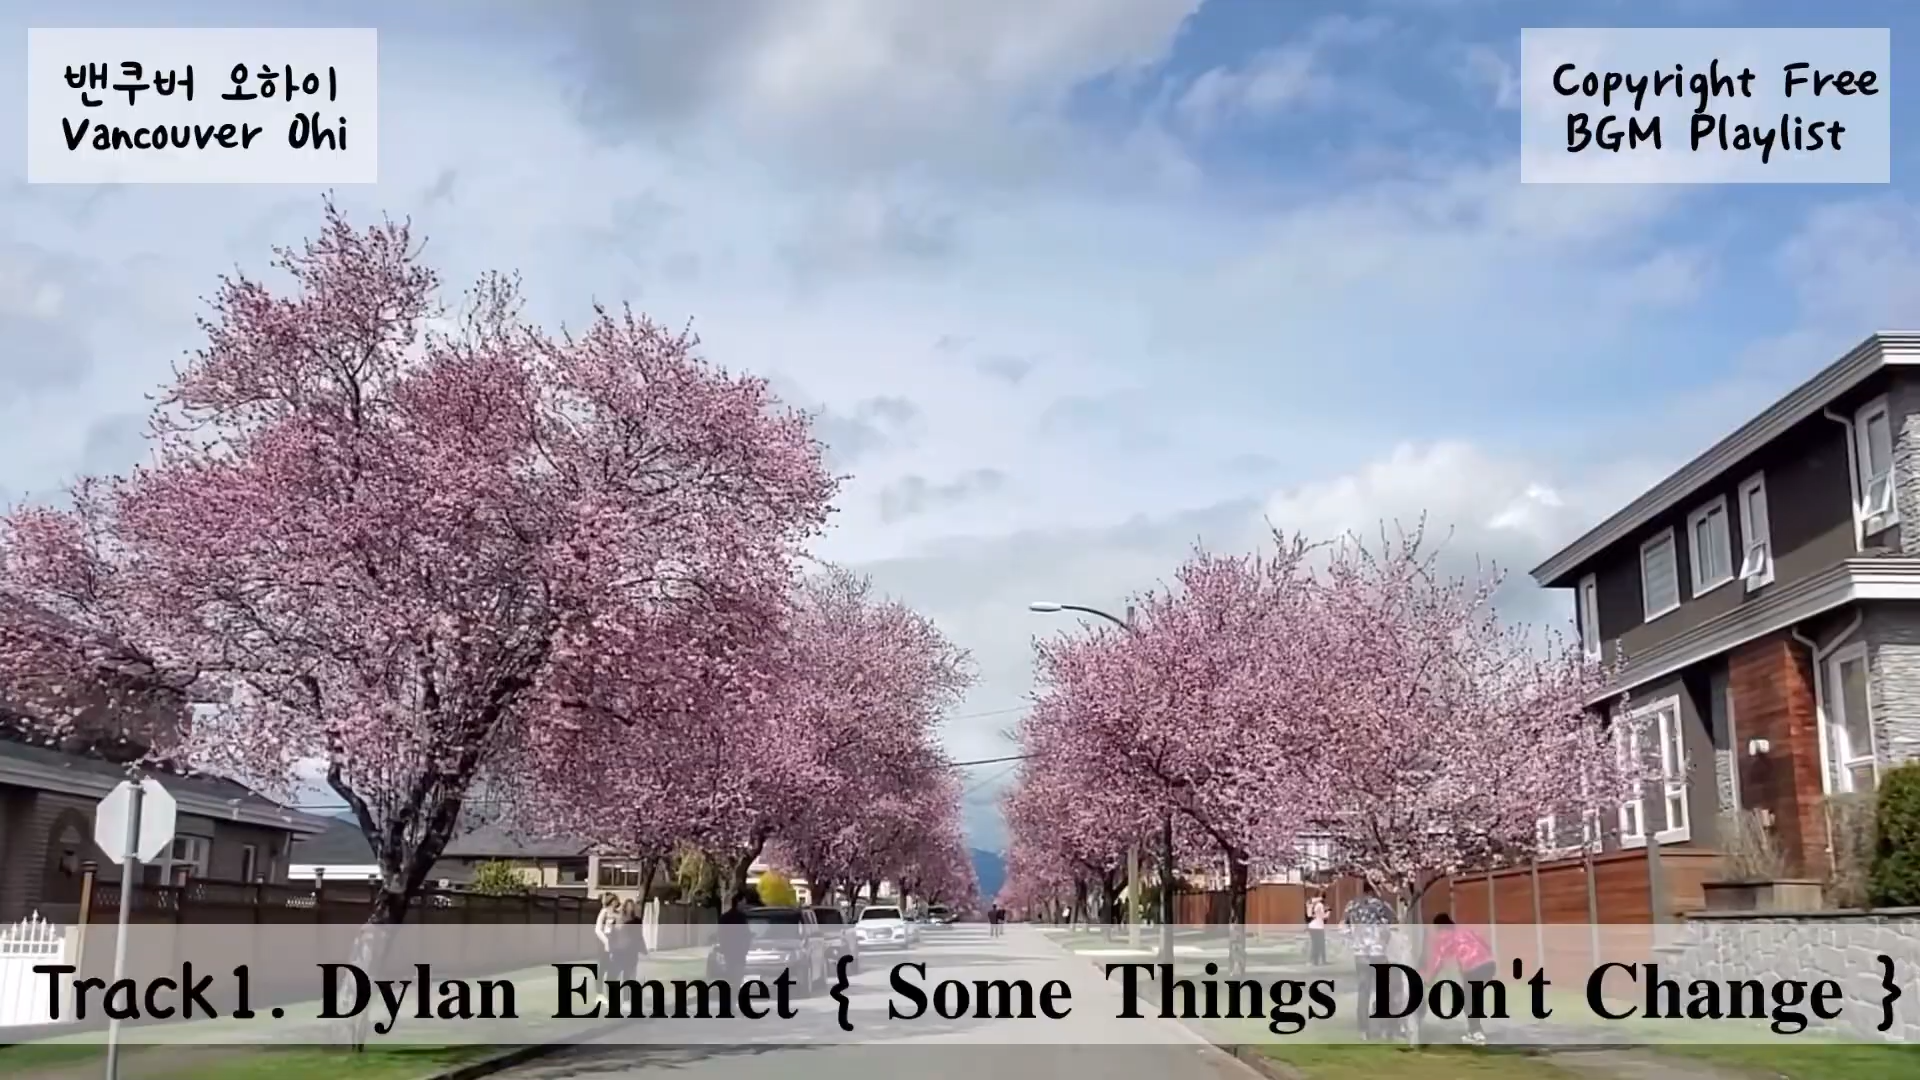 밴쿠버 오하이
Vancouver Ohi
Copyright Free
BGM Playlist
Track1. Dylan Emmet { Some Things Don't Change }